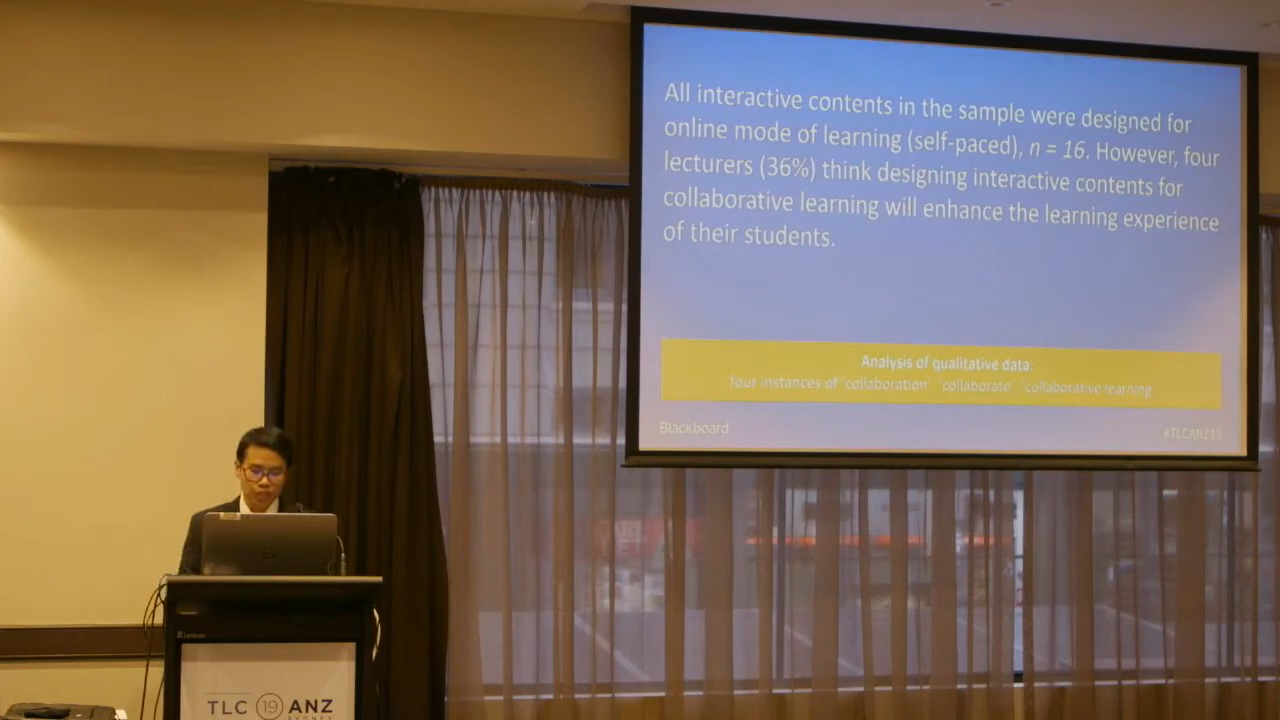 All interactive contents in the sample were designed for
online mode of learning (self-paced), n = 16. However, four
lecturers (36%) think designing interactive contents for
collaborative learning will enhance the learning experience
of their students.
Analysis of qualitative data:
four instances of 'collaboration', 'collaborate', 'collaborative learning
Blackboard
#TLCANZ19
TLC 19 ANZ
SYDNEY